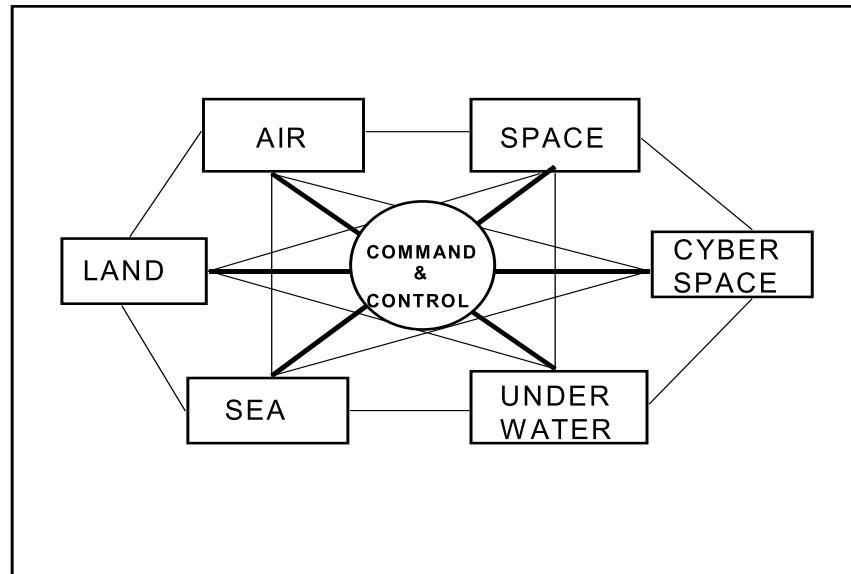 AIR
SPACE
LAND
COMMAND
&
CONTROL
CYBER
SPACE
SEA
UNDER
WATER